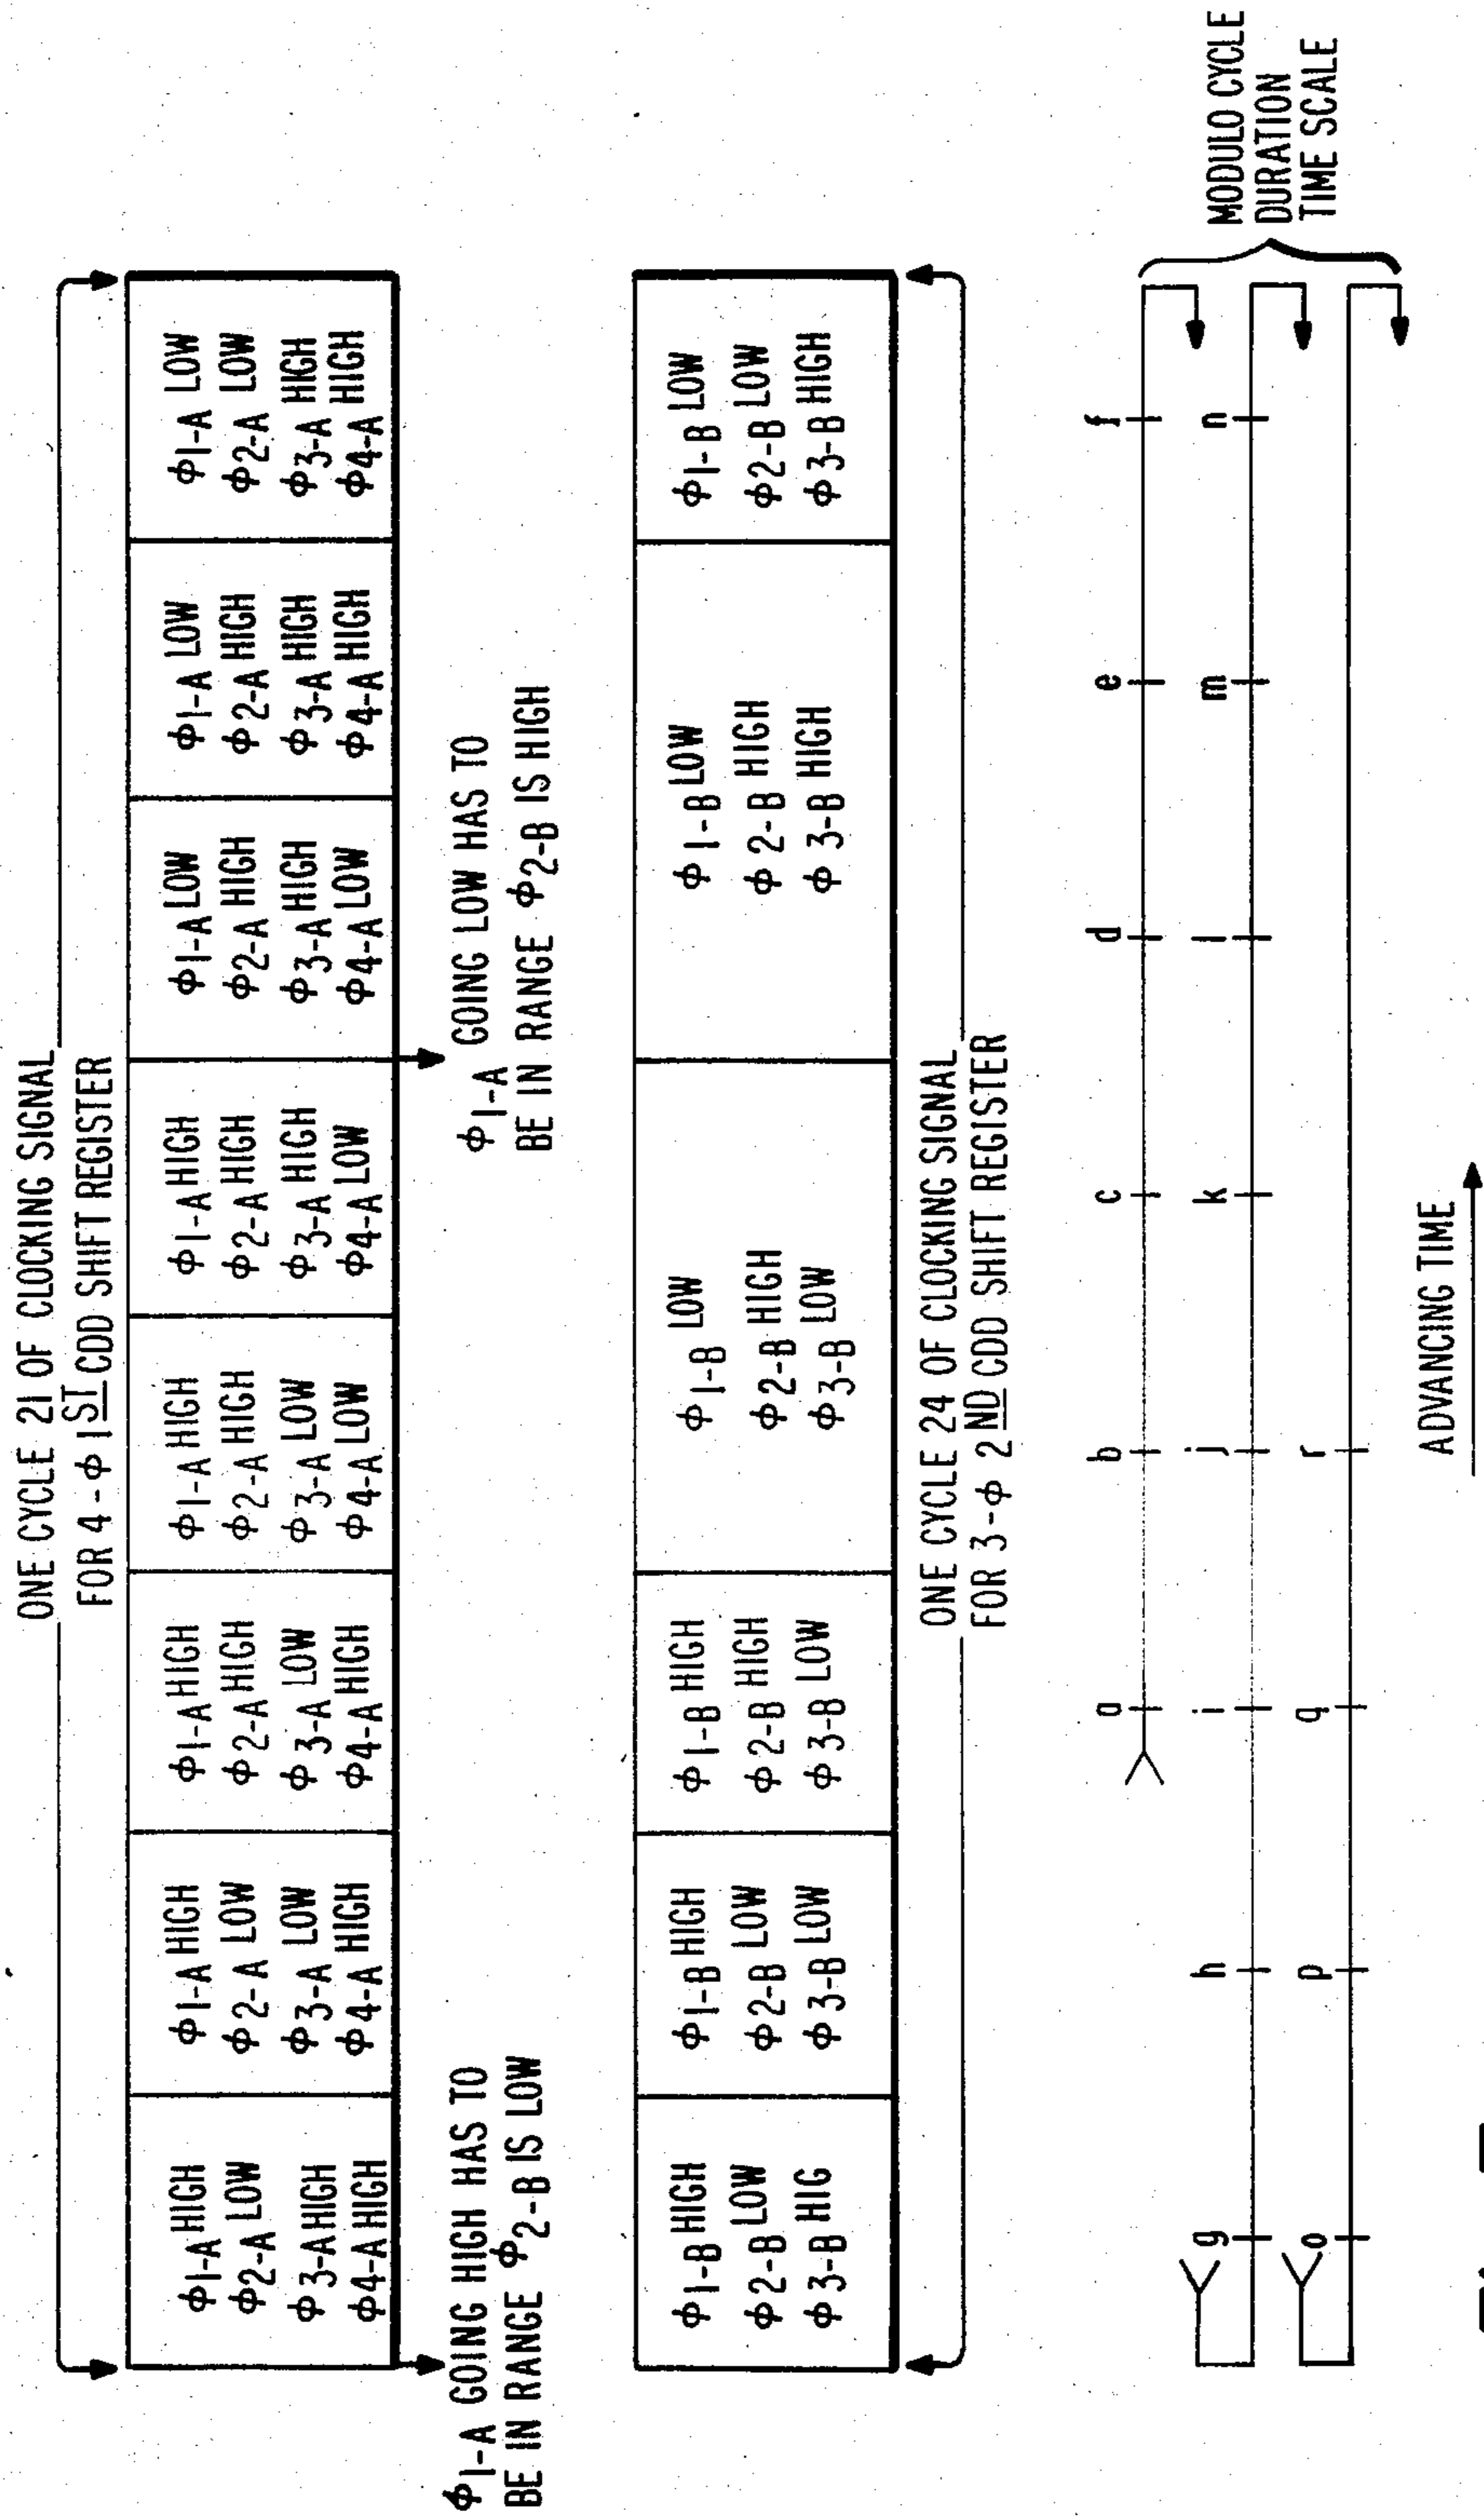 ONE CYCLE 21 OF CLOCKING SIGNAL
FOR 4-ϕ 1ST CDD SHIFT REGISTER
ϕ1-A HIGH
ϕ2-A LOW
ϕ3-A HIGH
ϕ4-A HIGH
ϕ1-A HIGH
ϕ2-A LOW
ϕ3-A LOW
ϕ4-A HIGH
ϕ1-A HIGH
ϕ2-A HIGH
ϕ3-A LOW
ϕ4-A HIGH
ϕ1-A HIGH
ϕ2-A HIGH
ϕ3-A LOW
ϕ4-A LOW
ϕ1-A HIGH
ϕ2-A HIGH
ϕ3-A HIGH
ϕ4-A LOW
ϕ1-A LOW
ϕ2-A HIGH
ϕ3-A HIGH
ϕ4-A LOW
ϕ1-A LOW
ϕ2-A HIGH
ϕ3-A HIGH
ϕ4-A HIGH
ϕ1-A LOW
ϕ2-A LOW
ϕ3-A HIGH
ϕ4-A HIGH
ϕ1-A GOING HIGH HAS TO
BE IN RANGE ϕ2-B IS LOW
ϕ1-A GOING LOW HAS TO
BE IN RANGE ϕ2-B IS HIGH
ϕ1-B HIGH
ϕ2-B LOW
ϕ3-B HIG
ϕ1-B HIGH
ϕ2-B LOW
ϕ3-B LOW
ϕ1-B HIGH
ϕ2-B HIGH
ϕ3-B LOW
ϕ1-B LOW
ϕ2-B HIGH
ϕ3-B LOW
ϕ1-B LOW
ϕ2-B HIGH
ϕ3-B HIGH
ϕ1-B LOW
ϕ2-B LOW
ϕ3-B HIGH
ONE CYCLE 24 OF CLOCKING SIGNAL
FOR 3-ϕ 2ND CDD SHIFT REGISTER
a b c d e f
g h i j k l m n
o p q r
MODULO CYCLE
DURATION
TIME SCALE
ADVANCING TIME